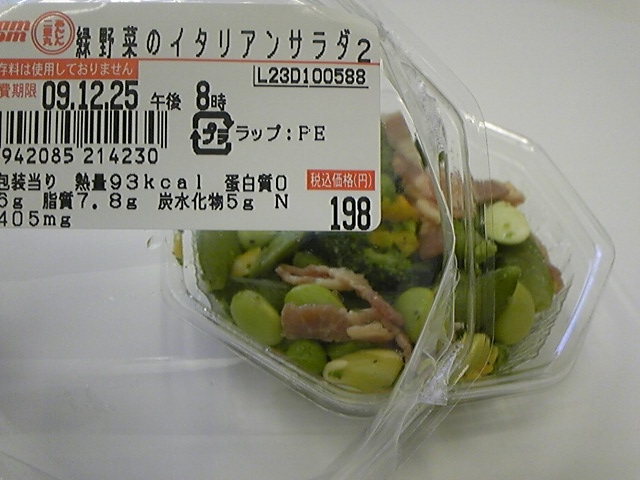 緑野菜のイタリアンサラダ2
L23D100588
存料は使用しておりません
費期限 09.12.25 午後 8時
942085 214230
プラ ラップ:PE
包装当り 熱量93kcal 蛋白質0
6g 脂質7.8g 炭水化物5g N
405mg
税込価格(円)
198